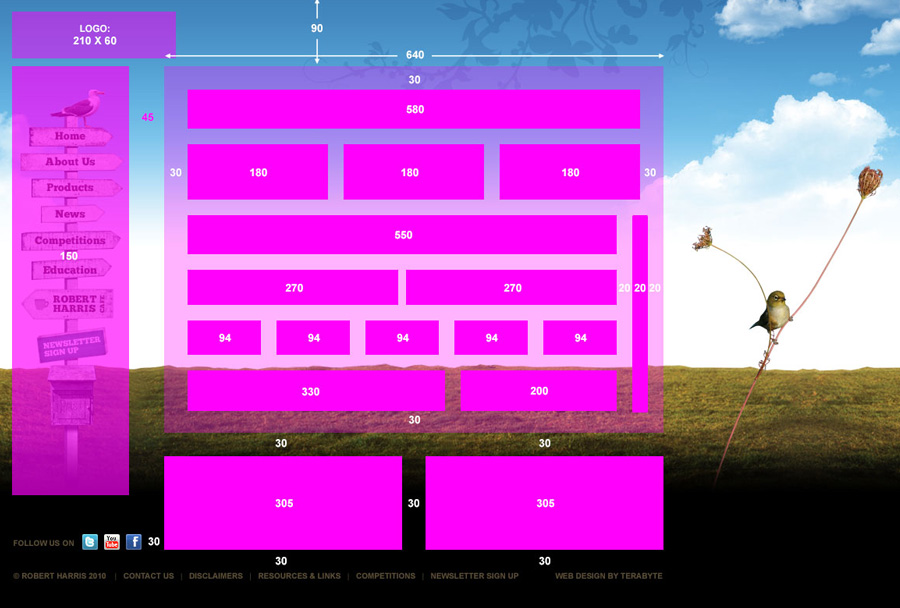 LOGO:
210 X 60
90
640
30
580
45
30
180
180
180
30
Home
About Us
Products
News
Competitions
150
Education
ROBERT
HARRIS CAFE
NEWSLETTER
SIGN UP
550
270
270
20
20
20
94
94
94
94
94
330
200
30
30
30
305
30
305
FOLLOW US ON
You
Tube
30
30
30
© ROBERT HARRIS 2010 | CONTACT US | DISCLAIMERS | RESOURCES & LINKS | COMPETITIONS | NEWSLETTER SIGN UP
WEB DESIGN BY TERABYTE